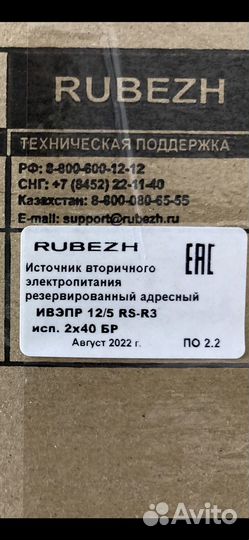 RUBEZH
ТЕХНИЧЕСКАЯ ПОДДЕРЖКА
РФ: 8-800-600-12-12
СНГ: +7 (8452) 22-11-40
Казахстан: 8-800-080-65-55
E-mail: support@rubezh.ru
RUBEZH
EAC
Источник вторичного
электропитания
резервированный адресный
ИВЭПР 12/5 RS-R3
исп. 2х40 БР
Август 2022 г. ПО 2.2
Avito